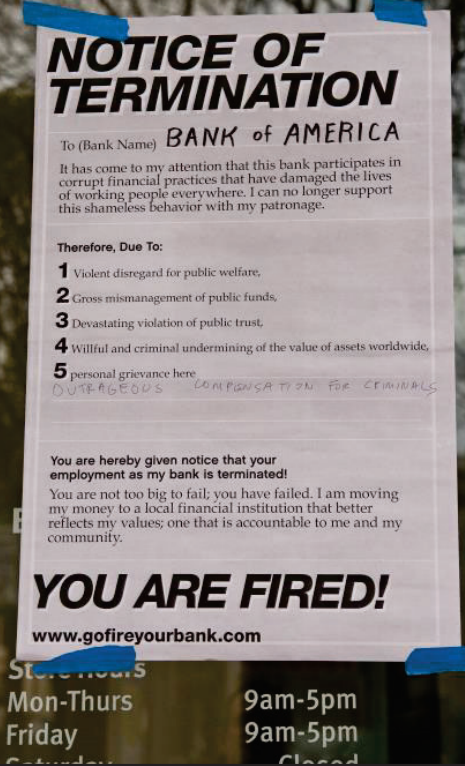 NOTICE OF
TERMINATION
To (Bank Name) BANK of AMERICA
It has come to my attention that this bank participates in
corrupt financial practices that have damaged the lives
of working people everywhere. I can no longer support
this shameless behavior with my patronage.
Therefore, Due To:
1 Violent disregard for public welfare,
2 Gross mismanagement of public funds,
3 Devastating violation of public trust,
4 Willful and criminal undermining of the value of assets worldwide,
5 personal grievance here
OUTRAGEOUS COMPENSATION FOR CRIMINALS
You are hereby given notice that your
employment as my bank is terminated!
You are not too big to fail; you have failed. I am moving
my money to a local financial institution that better
reflects my values; one that is accountable to me and my
community.
YOU ARE FIRED!
www.gofireyourbank.com
Store Hours
Mon-Thurs 9am-5pm
Friday 9am-5pm
Saturday Closed